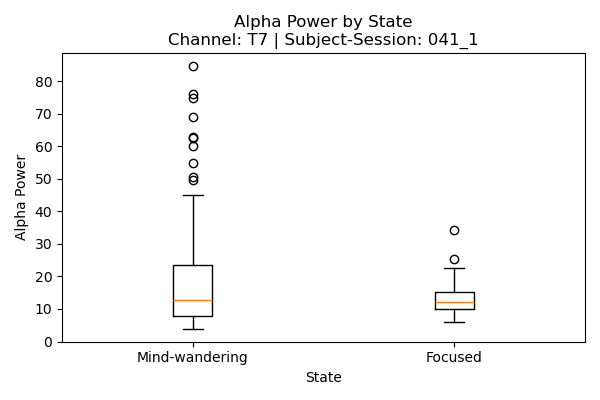 Alpha Power by State
Channel: T7 | Subject-Session: 041_1
Alpha Power
80
70
60
50
40
30
20
10
0
Mind-wandering
Focused
State